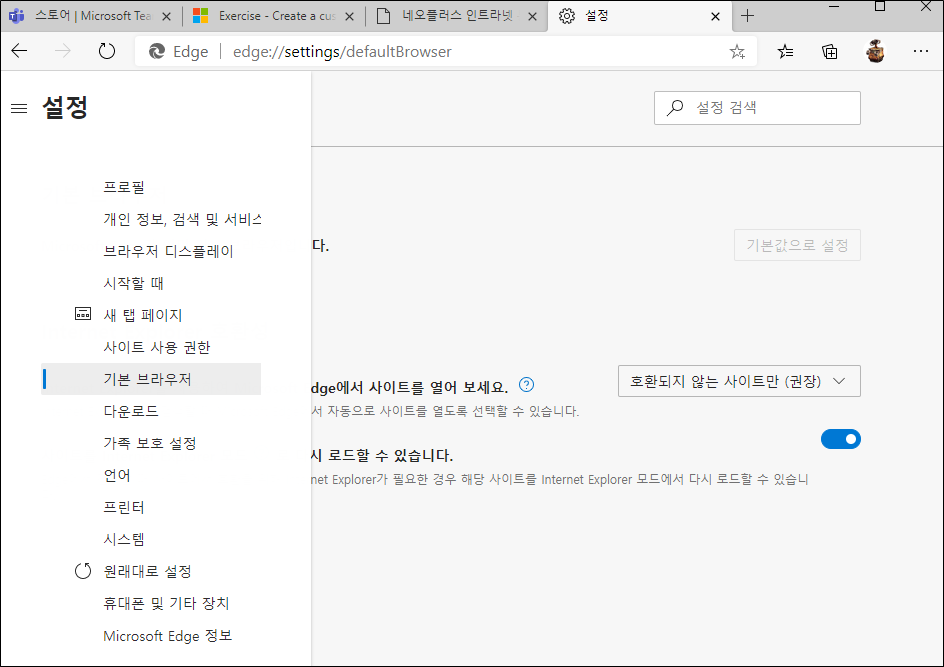 스토어 | Microsoft Tea
Exercise - Create a cus
네오플러스 인트라넷
설정
Edge
edge://settings/defaultBrowser
설정
설정 검색
프로필
개인 정보, 검색 및 서비스
브라우저 디스플레이
다.
기본값으로 설정
시작할 때
새 탭 페이지
사이트 사용 권한
기본 브라우저
dge에서 사이트를 열어 보세요.
호환되지 않는 사이트만 (권장)
서 자동으로 사이트를 열도록 선택할 수 있습니다.
다운로드
가족 보호 설정
시 로드할 수 있습니다.
net Explorer가 필요한 경우 해당 사이트를 Internet Explorer 모드에서 다시 로드할 수 있습니
언어
프린터
시스템
원래대로 설정
휴대폰 및 기타 장치
Microsoft Edge 정보